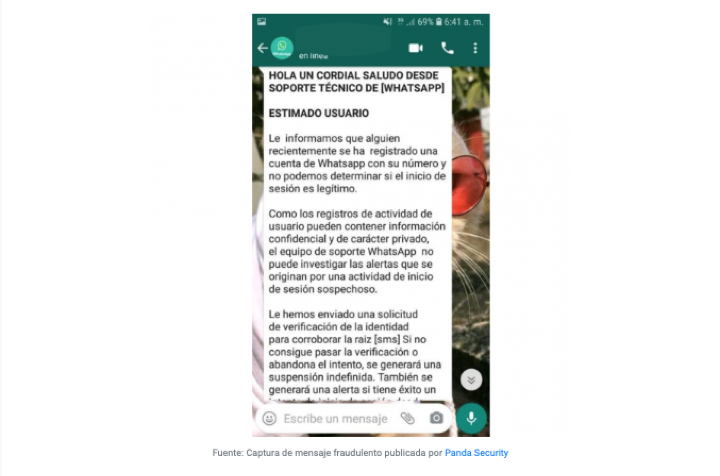 69% 6:41 a. m.
en línea
HOLA UN CORDIAL SALUDO DESDE
SOPORTE TÉCNICO DE [WHATSAPP]
ESTIMADO USUARIO
Le informamos que alguien
recientemente se ha registrado una
cuenta de Whatsapp con su número y
no podemos determinar si el inicio de
sesión es legítimo.
Como los registros de actividad de
usuario pueden contener información
confidencial y de carácter privado,
el equipo de soporte WhatsApp no
puede investigar las alertas que se
originan por una actividad de inicio
de sesión sospechoso.
Le hemos enviado una solicitud
de verificación de la identidad
para corroborar la raiz [sms] Si no
consigue pasar la verificación o
abandona el intento, se generará una
suspensión indefinida. También se
generará una alerta si tiene éxito un
Escribe un mensaje
Fuente: Captura de mensaje fraudulento publicada por Panda Security